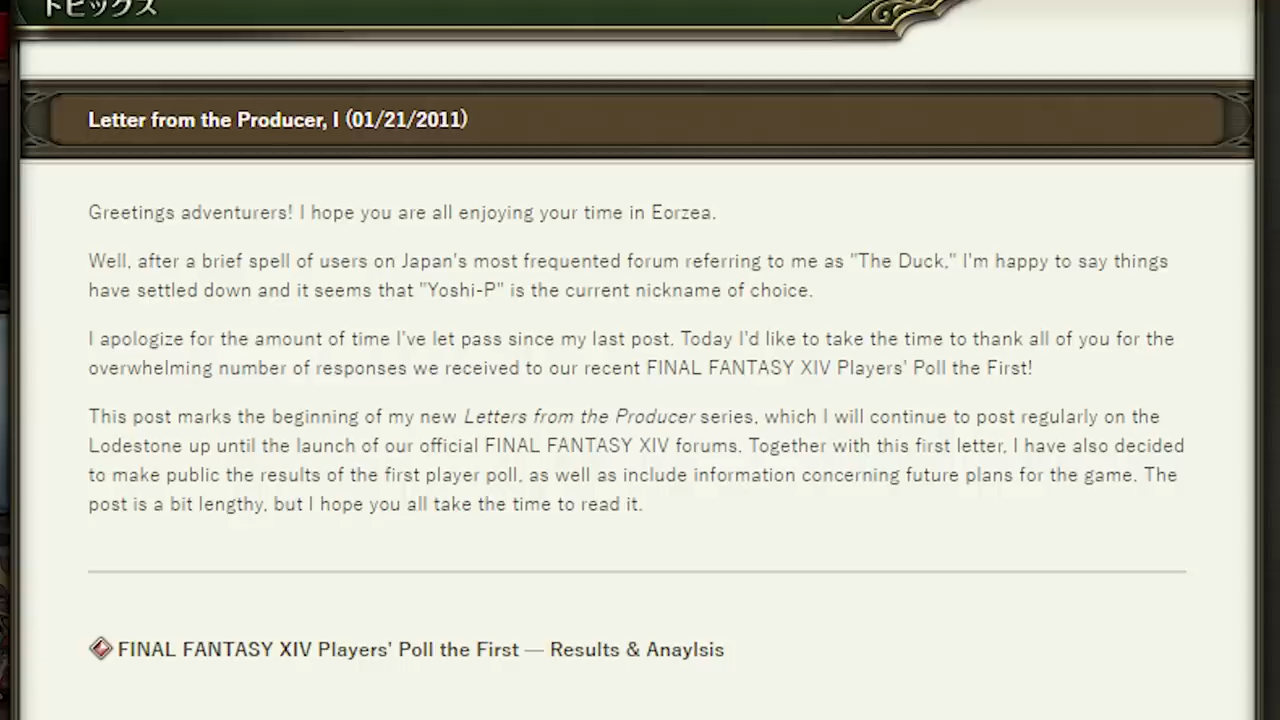 トピックス
Letter from the Producer, I (01/21/2011)
Greetings adventurers! I hope you are all enjoying your time in Eorzea.
Well, after a brief spell of users on Japan's most frequented forum referring to me as "The Duck," I'm happy to say things
have settled down and it seems that "Yoshi-P" is the current nickname of choice.
I apologize for the amount of time I've let pass since my last post. Today I'd like to take the time to thank all of you for the
overwhelming number of responses we received to our recent FINAL FANTASY XIV Players' Poll the First!
This post marks the beginning of my new Letters from the Producer series, which I will continue to post regularly on the
Lodestone up until the launch of our official FINAL FANTASY XIV forums. Together with this first letter, I have also decided
to make public the results of the first player poll, as well as include information concerning future plans for the game. The
post is a bit lengthy, but I hope you all take the time to read it.
FINAL FANTASY XIV Players' Poll the First — Results & Anaylsis